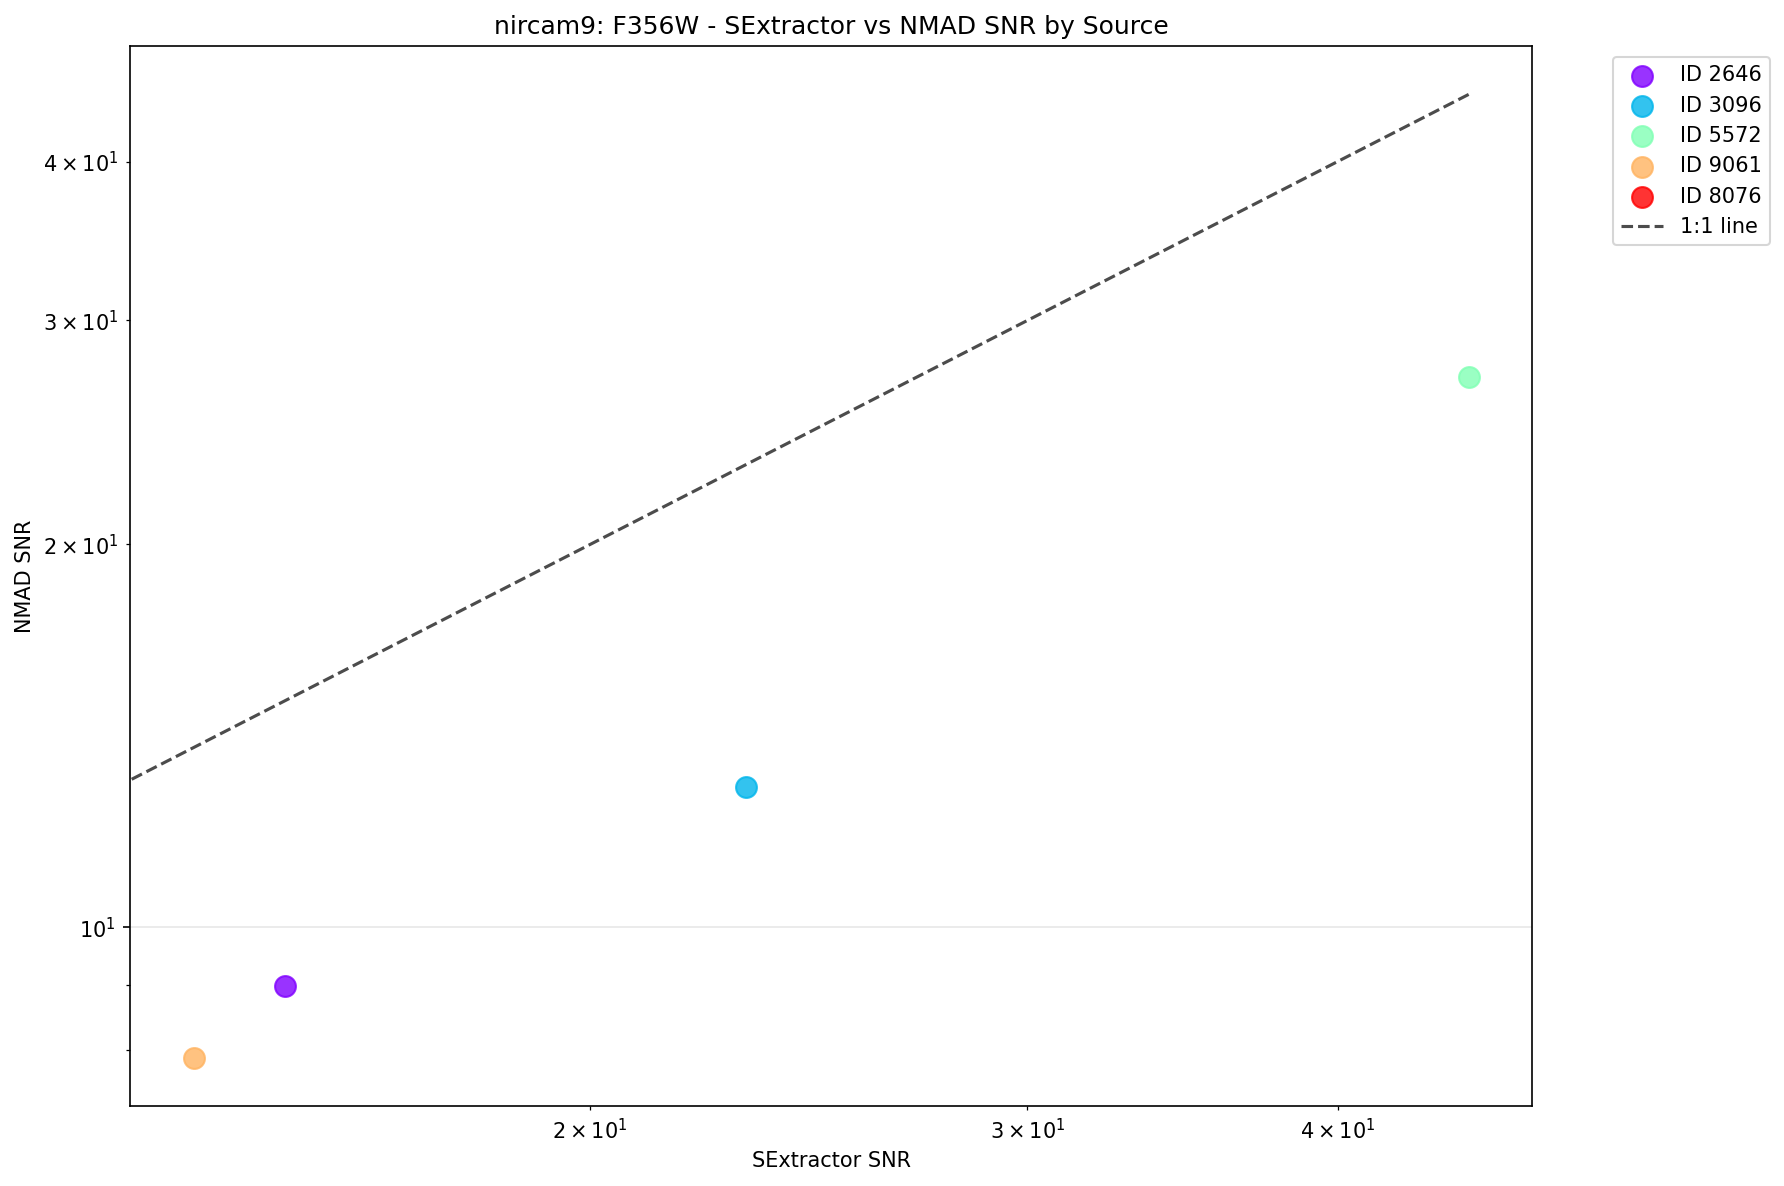 nircam9: F356W - SExtractor vs NMAD SNR by Source
ID 2646
ID 3096
ID 5572
ID 9061
ID 8076
1:1 line
NMAD SNR
4 × 10¹
3 × 10¹
2 × 10¹
10¹
2 × 10¹
3 × 10¹
4 × 10¹
SExtractor SNR